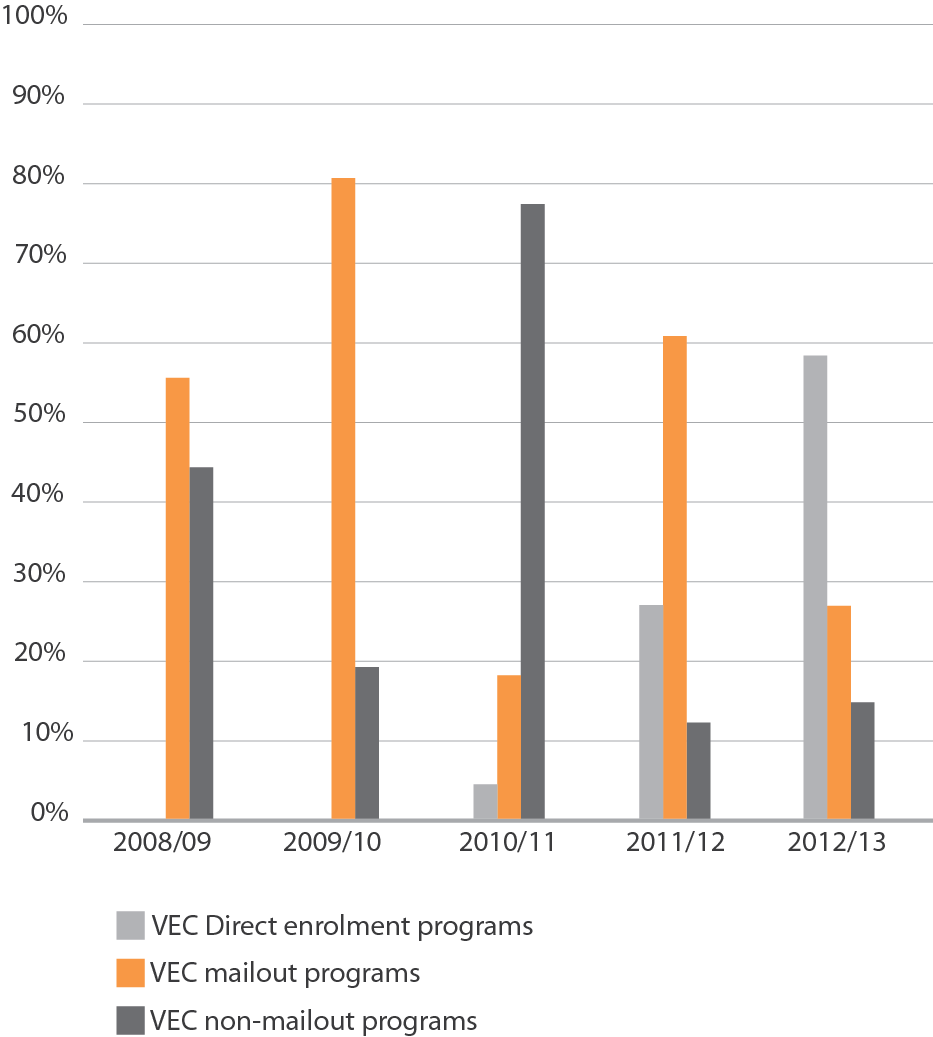 100%
90%
80%
70%
60%
50%
40%
30%
20%
10%
0%
2008/09 2009/10 2010/11 2011/12 2012/13
VEC Direct enrolment programs
VEC mailout programs
VEC non-mailout programs